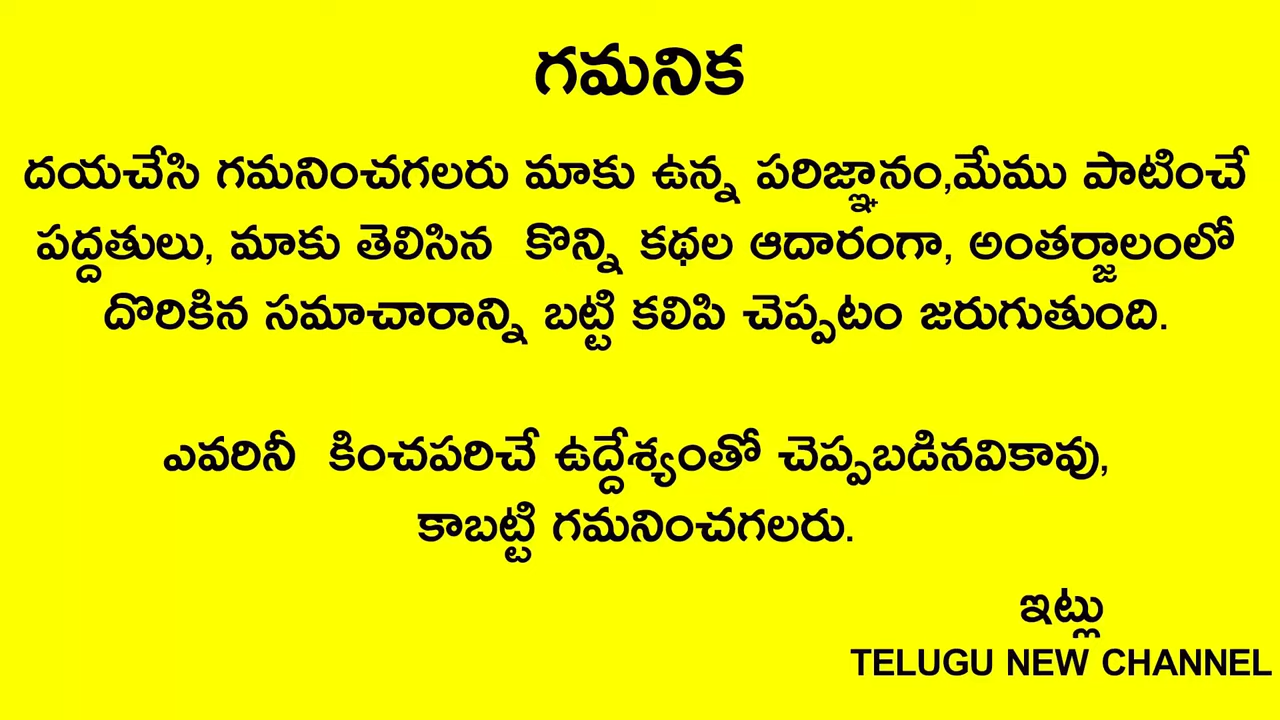 గమనిక
దయచేసి గమనించగలరు మాకు ఉన్న పరిజ్ఞానం,మేము పాటించే
పద్దతులు, మాకు తెలిసిన కొన్ని కథల ఆదారంగా, అంతర్జాలంలో
దొరికిన సమాచారాన్ని బట్టి కలిపి చెప్పటం జరుగుతుంది.
ఎవరినీ కించపరిచే ఉద్దేశ్యంతో చెప్పబడినవికావు,
కాబట్టి గమనించగలరు.
ఇట్లు
TELUGU NEW CHANNEL